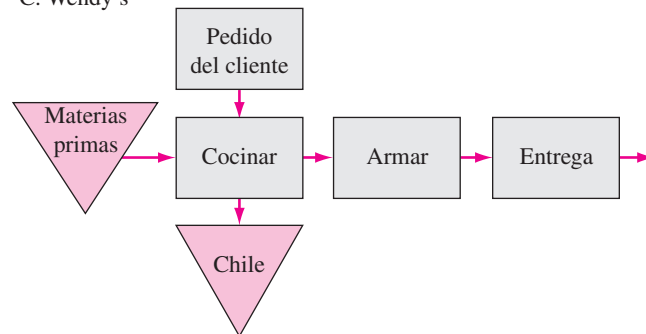 C. Wendy's
Pedido
del cliente
Materias
primas
Cocinar
Armar
Entrega
Chile